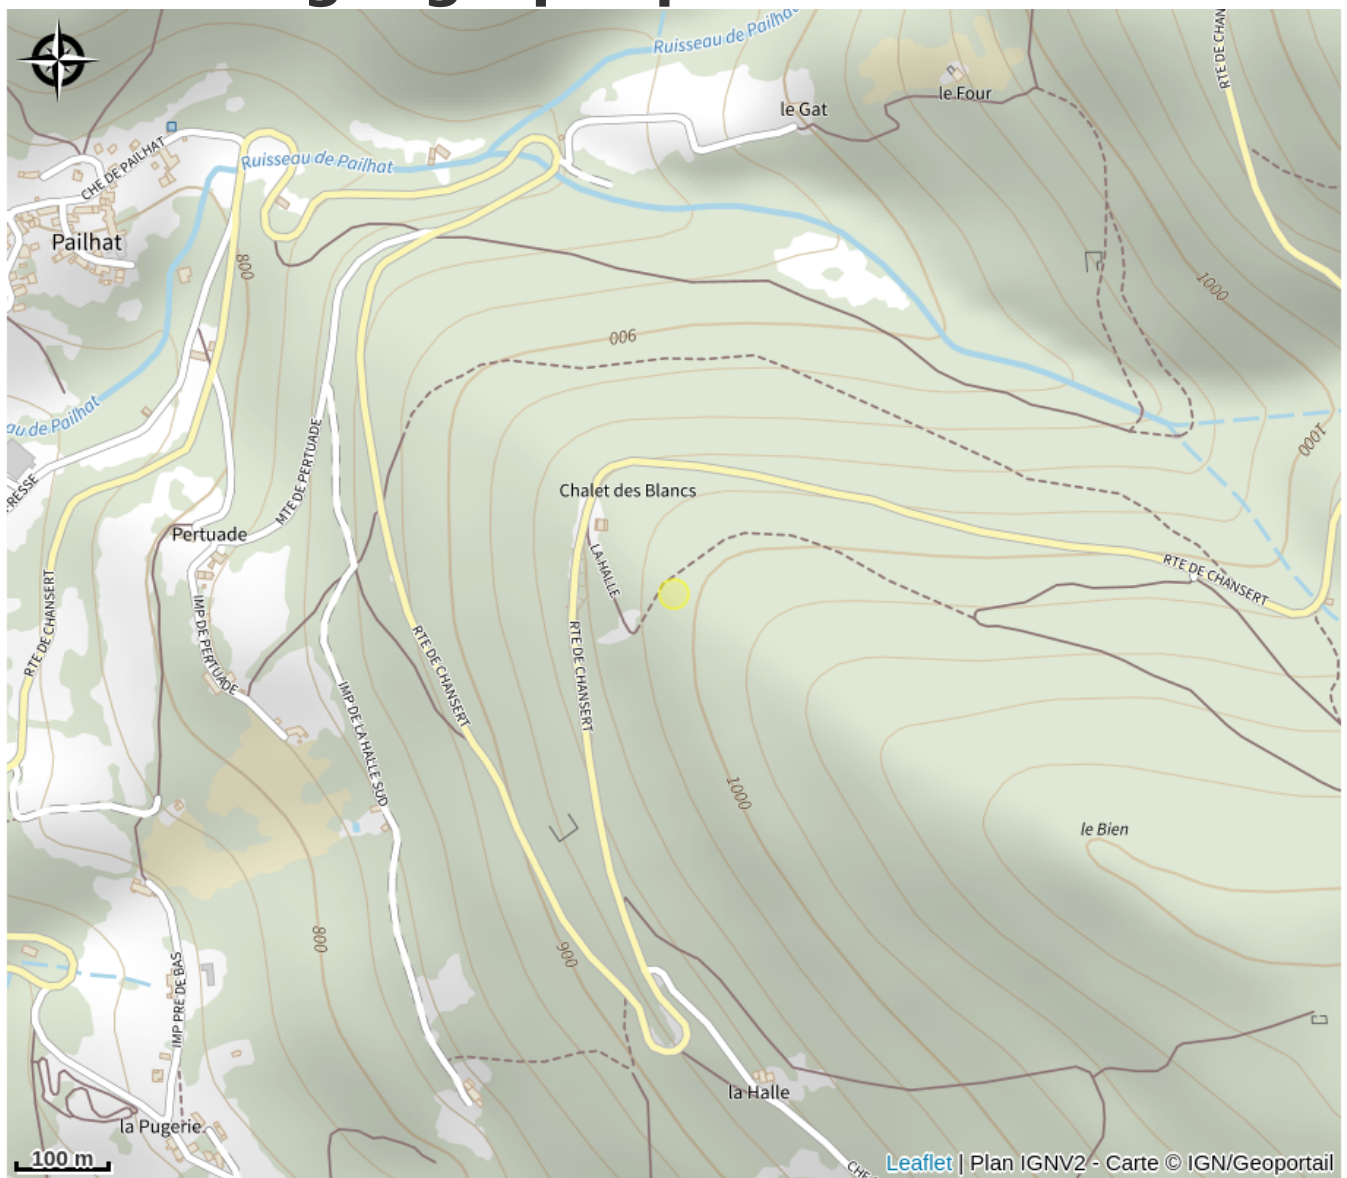 Ruisseau de Pailhat
RTE DE CHAN
le Four
le Gat
CHE DE PAILHAT
Ruisseau de Pailhat
Pailhat
800
1000
900
au de Pailhat
1000
MTE DE PERTUADE
RESSE
Chalet des Blancs
Pertuade
LA HALLE
RTE DE CHANSERT
RTE DE CHANSERT
IMP DE PERTUADE
RTE DE CHANSERT
RTE DE CHANSERT
IMP DE LA HALLE SUD
1000
le Bien
800
900
IMP PRE DE BAS
la Halle
la Pugerie
100 m
CHE
Leaflet | Plan IGNV2 - Carte © IGN/Geoportail